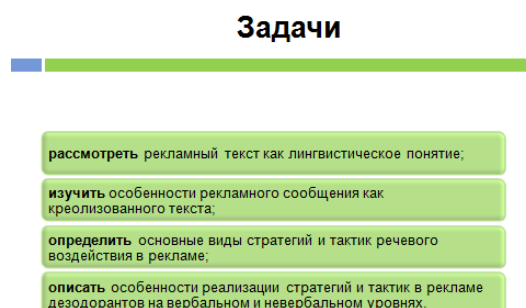 Задачи
рассмотреть рекламный текст как лингвистическое понятие;
изучить особенности рекламного сообщения как
креолизованного текста;
определить основные виды стратегий и тактик речевого
воздействия в рекламе;
описать особенности реализации стратегий и тактик в рекламе
дезодорантов на вербальном и невербальном уровнях.